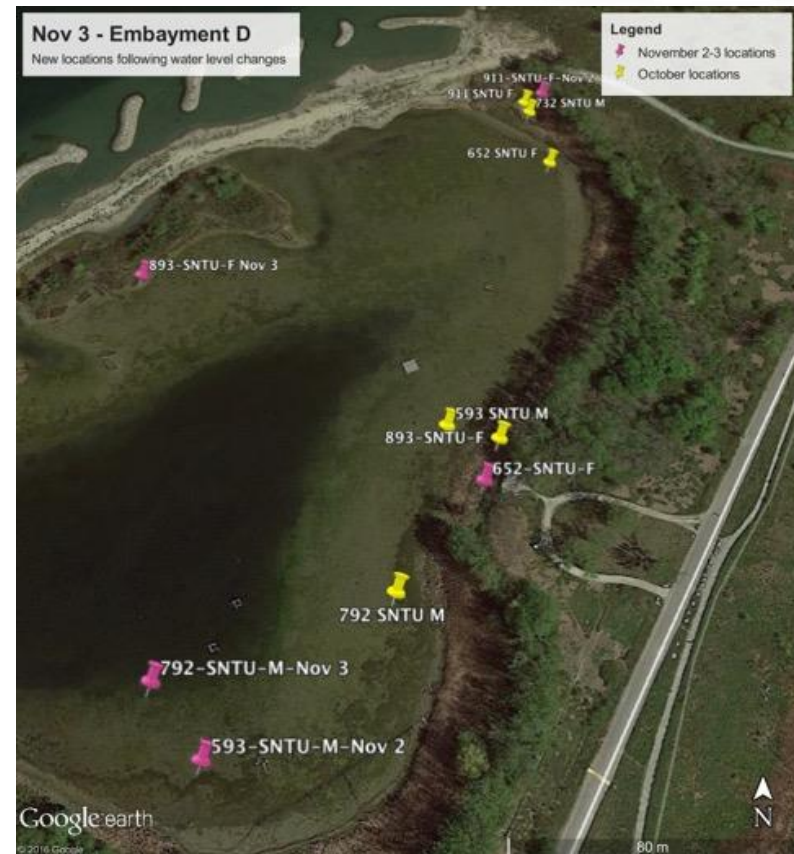 Nov 3 - Embayment D
New locations following water level changes
Legend
November 2-3 locations
October locations
911-SNTU-F-Nov 2
911 SNTU F
732 SNTU M
652 SNTU F
893-SNTU-F Nov 3
593 SNTU M
893-SNTU-F
652-SNTU-F
792 SNTU M
792-SNTU-M-Nov 3
593-SNTU-M-Nov 2
Google earth
© 2016 Google
N
80 m